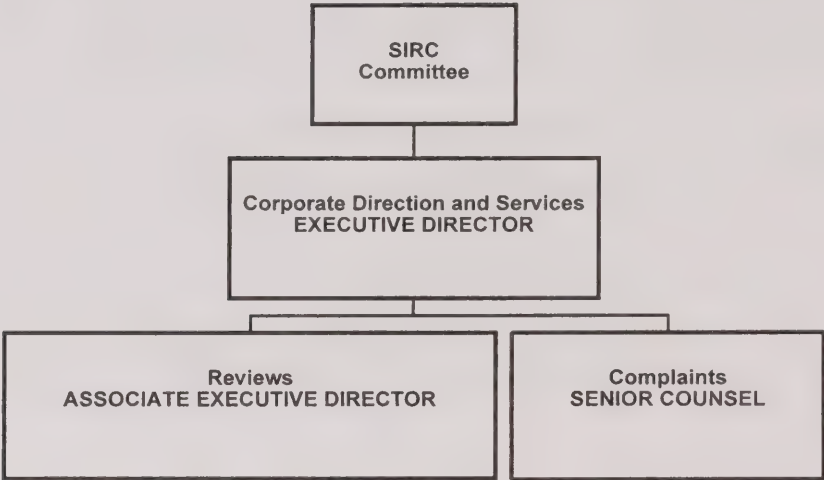 SIRC
Committee
Corporate Direction and Services
EXECUTIVE DIRECTOR
Reviews
ASSOCIATE EXECUTIVE DIRECTOR
Complaints
SENIOR COUNSEL